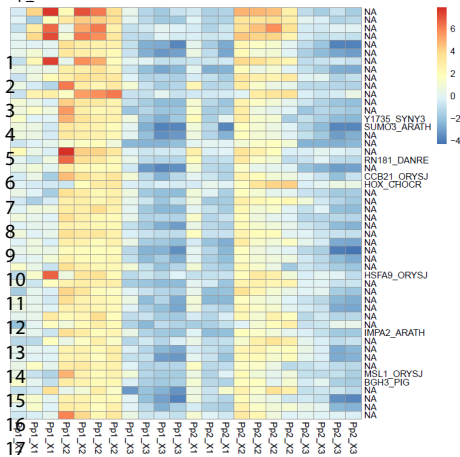 NA
NA
NA
NA
NA
NA
NA
NA
NA
NA
NA
NA
NA
Y1735_SYNY3
SUMO3_ARATH
NA
NA
NA
RN181_DANRE
NA
CCB21_ORYSJ
HOX_CHOCR
NA
NA
NA
NA
NA
NA
NA
NA
NA
NA
HSFA9_ORYSJ
NA
NA
NA
NA
NA
NA
IMPA2_ARATH
NA
NA
NA
NA
MSL1_ORYSJ
BGH3_PIG
NA
NA
NA
NA
6
4
2
0
−2
−4
1
2
3
4
5
6
7
8
9
10
11
12
13
14
15
16
17
Pp1_X1
Pp1_X1
Pp1_X2
Pp1_X2
Pp1_X2
Pp1_X2
Pp1_X3
Pp1_X3
Pp1_X3
Pp1_X3
Pp2_X1
Pp2_X1
Pp2_X1
Pp2_X2
Pp2_X2
Pp2_X2
Pp2_X2
Pp2_X3
Pp2_X3
Pp2_X3
Pp2_X3